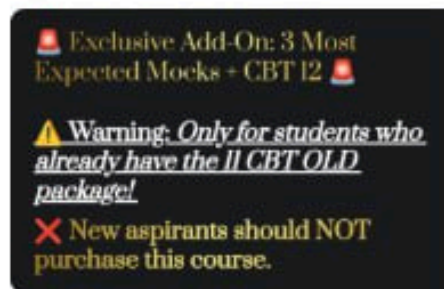 🚨 Exclusive Add-On: 3 Most
Expected Mocks + CBT 12 🚨
⚠️ Warning: Only for students who
already have the 11 CBT OLD
package!
❌ New aspirants should NOT
purchase this course.